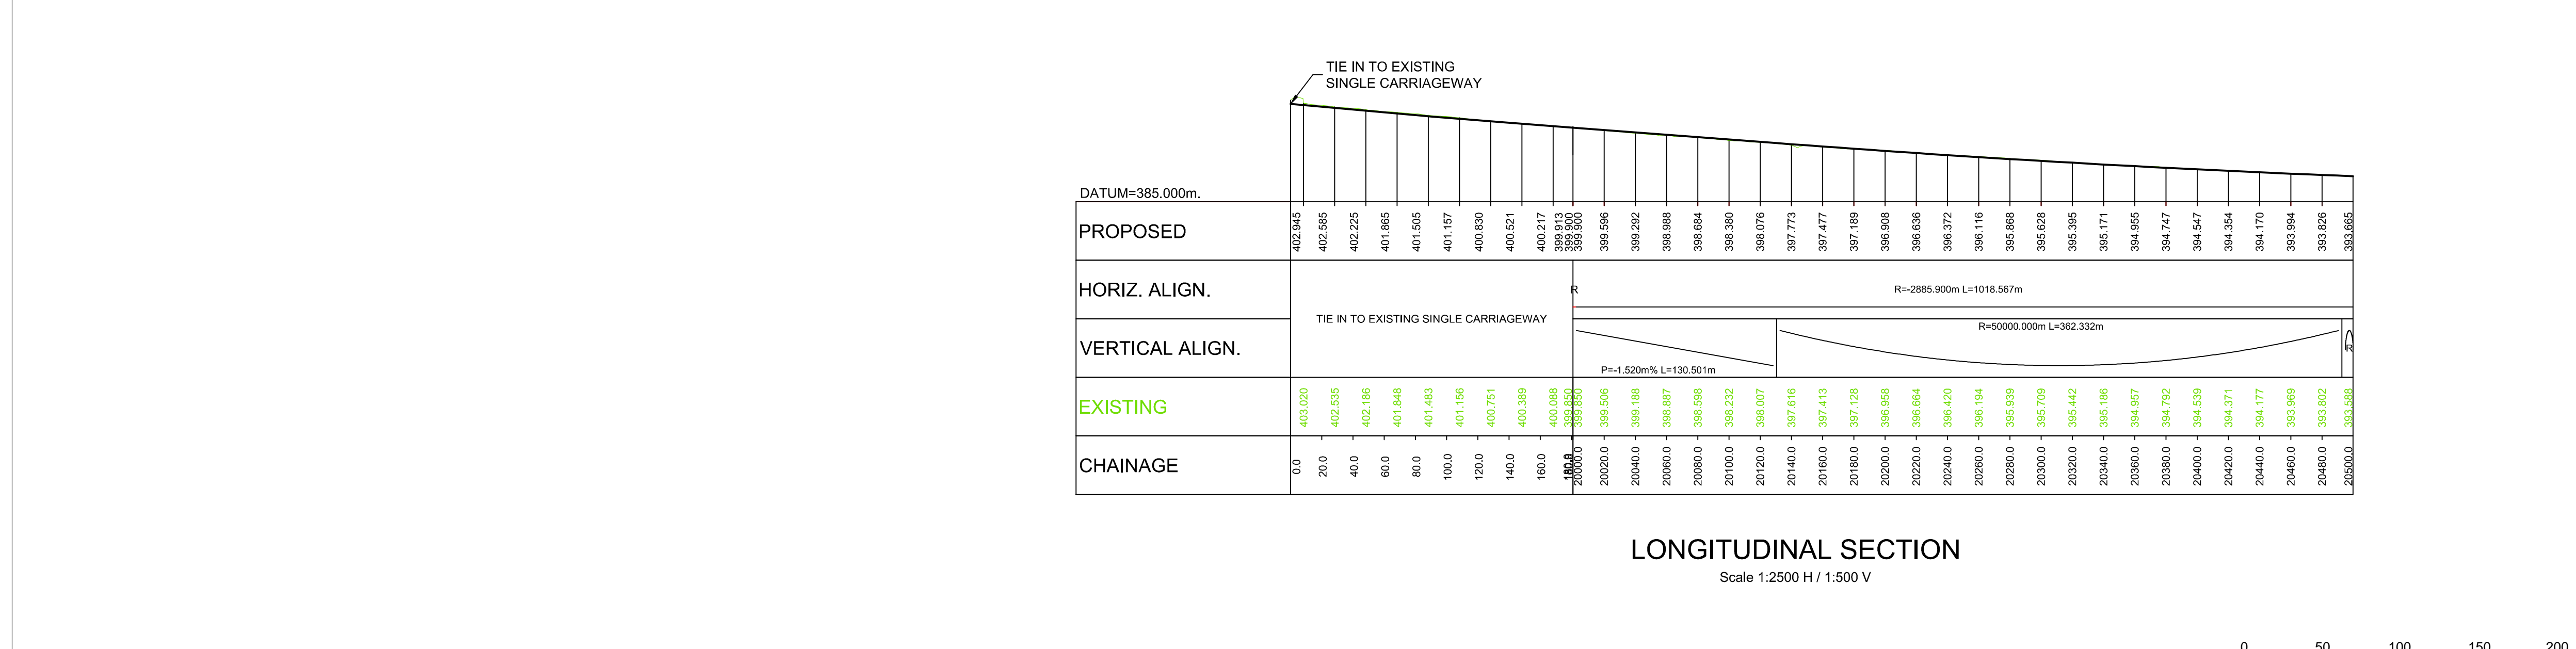 TIE IN TO EXISTING
SINGLE CARRIAGEWAY
DATUM=385.000m.
PROPOSED 402.945 402.585 402.225 401.865 401.505 401.157 400.830 400.521 400.217 399.913 399.900 399.900 399.596 399.292 398.988 398.684 398.380 398.076 397.773 397.477 397.189 396.908 396.636 396.372 396.116 395.868 395.628 395.395 395.171 394.955 394.747 394.547 394.354 394.170 393.994 393.826 393.665
HORIZ. ALIGN. R R=-2885.900m L=1018.567m
TIE IN TO EXISTING SINGLE CARRIAGEWAY
VERTICAL ALIGN. P=-1.520m% L=130.501m R=50000.000m L=362.332m R
EXISTING 403.020 402.535 402.186 401.848 401.483 401.156 400.751 400.389 400.088 399.850 399.850 399.506 399.188 398.887 398.598 398.232 398.007 397.616 397.413 397.128 396.958 396.664 396.420 396.194 395.939 395.709 395.442 395.186 394.957 394.792 394.539 394.371 394.177 393.969 393.802 393.588
CHAINAGE 0.0 20.0 40.0 60.0 80.0 100.0 120.0 140.0 160.0 20000.0 20020.0 20040.0 20060.0 20080.0 20100.0 20120.0 20140.0 20160.0 20180.0 20200.0 20220.0 20240.0 20260.0 20280.0 20300.0 20320.0 20340.0 20360.0 20380.0 20400.0 20420.0 20440.0 20460.0 20480.0 20500.0
LONGITUDINAL SECTION
Scale 1:2500 H / 1:500 V
0 50 100 150 200